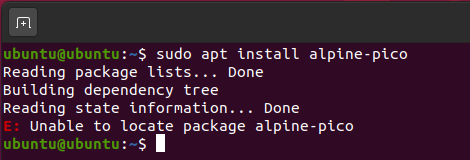 ubuntu@ubuntu:~$ sudo apt install alpine-pico
Reading package lists... Done
Building dependency tree
Reading state information... Done
E: Unable to locate package alpine-pico
ubuntu@ubuntu:~$